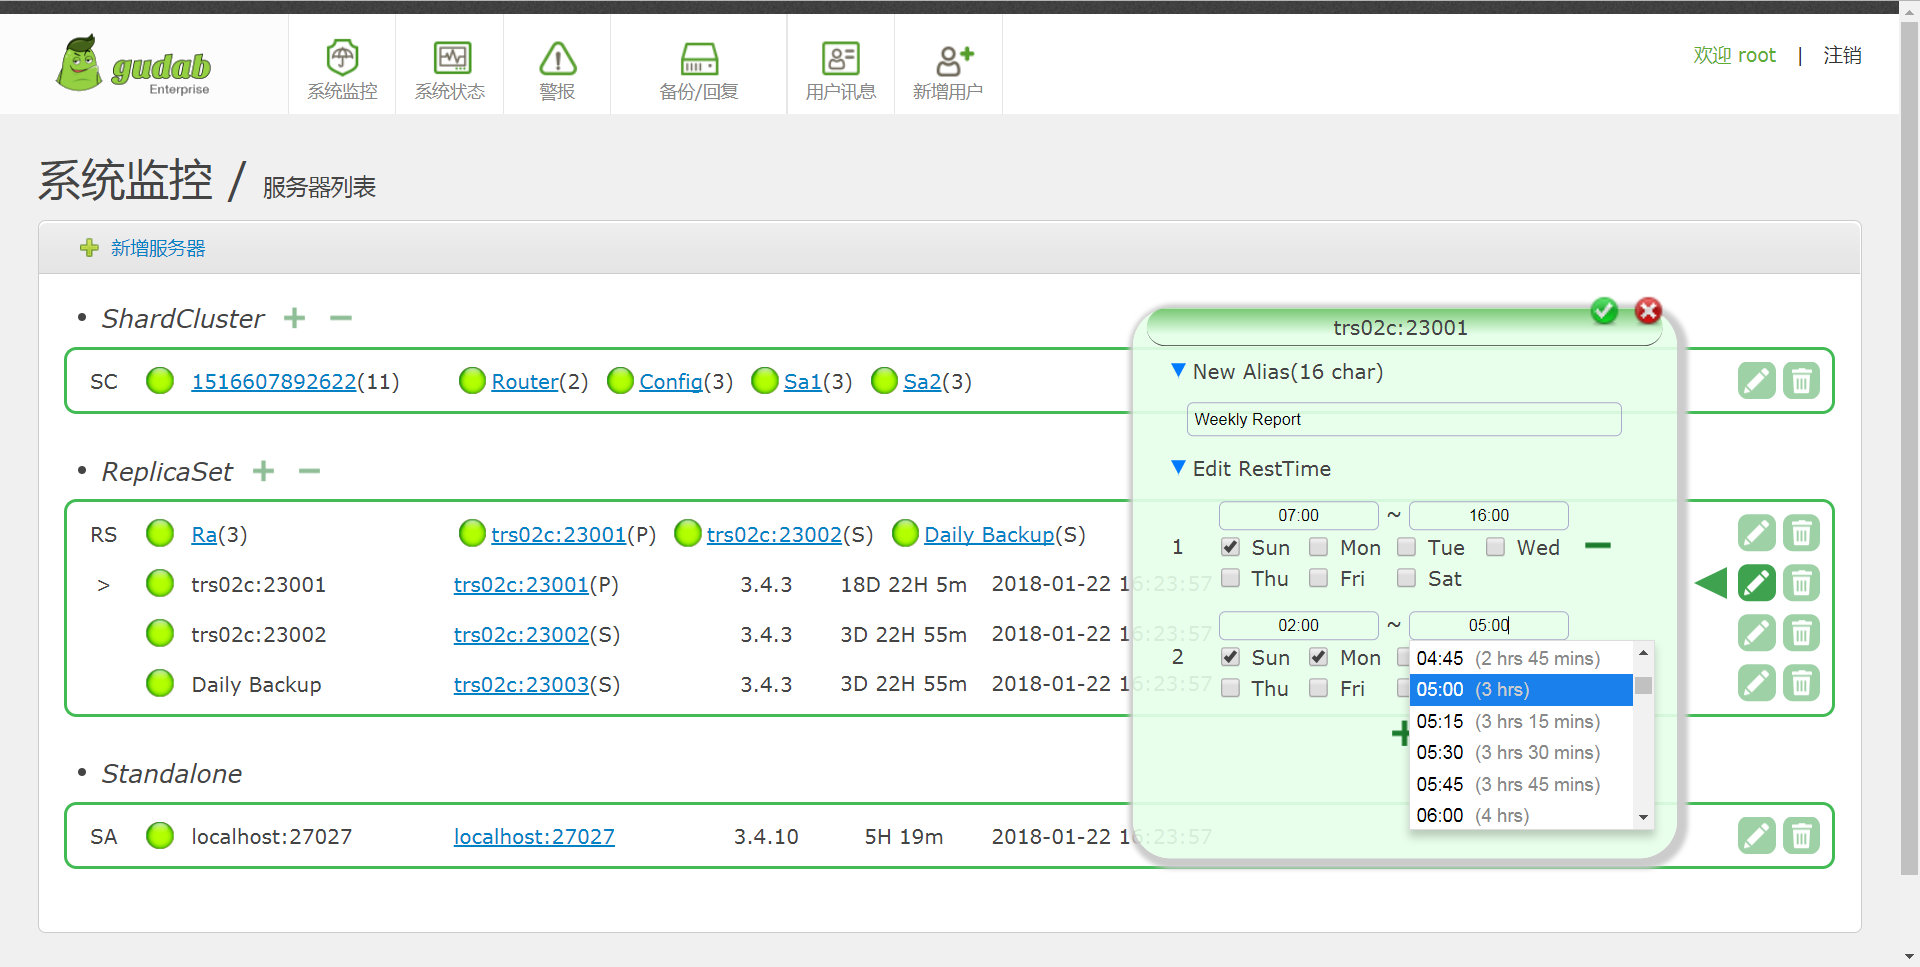 gudab
Enterprise
系统监控
系统状态
警报
备份/回复
用户讯息
新增用户
欢迎 root | 注销
系统监控 / 服务器列表
新增服务器
• ShardCluster
SC 1516607892622(11) Router(2) Config(3) Sa1(3) Sa2(3)
• ReplicaSet
RS Ra(3) trs02c:23001(P) trs02c:23002(S) Daily Backup(S)
> trs02c:23001 trs02c:23001(P) 3.4.3 18D 22H 5m 2018-01-22 16:23:57
trs02c:23002 trs02c:23002(S) 3.4.3 3D 22H 55m 2018-01-22 16:23:57
Daily Backup trs02c:23003(S) 3.4.3 3D 22H 55m 2018-01-22 16:23:57
• Standalone
SA localhost:27027 localhost:27027 3.4.10 5H 19m 2018-01-22 16:23:57
trs02c:23001
New Alias(16 char)
Weekly Report
Edit RestTime
07:00 ~ 16:00
1 Sun Mon Tue Wed
Thu Fri Sat
02:00 ~ 05:00
2 Sun Mon
Thu Fri
04:45 (2 hrs 45 mins)
05:00 (3 hrs)
05:15 (3 hrs 15 mins)
05:30 (3 hrs 30 mins)
05:45 (3 hrs 45 mins)
06:00 (4 hrs)